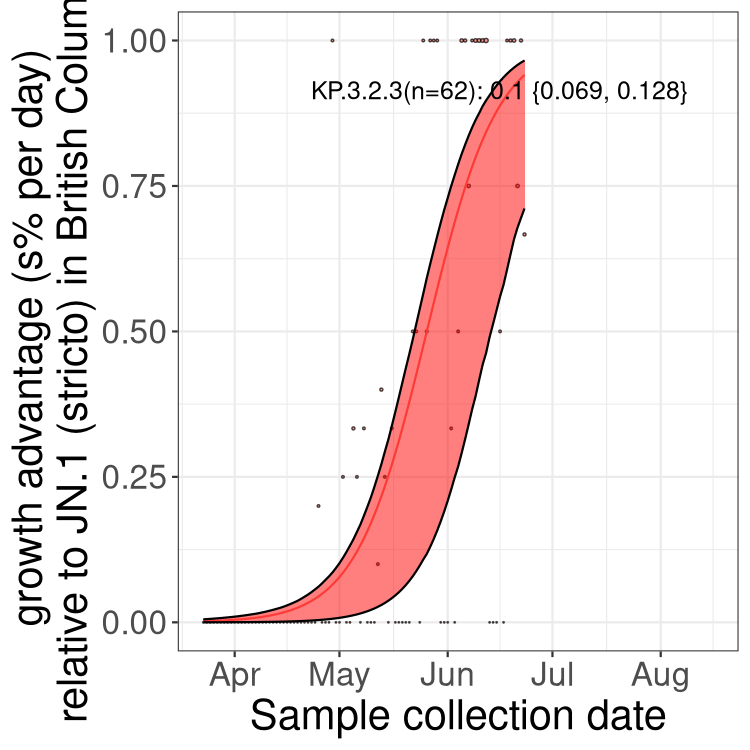 growth advantage (s% per day)
relative to JN.1 (stricto) in British Colum
1.00
0.75
0.50
0.25
0.00
KP.3.2.3(n=62): 0.1 {0.069, 0.128}
Apr May Jun Jul Aug
Sample collection date